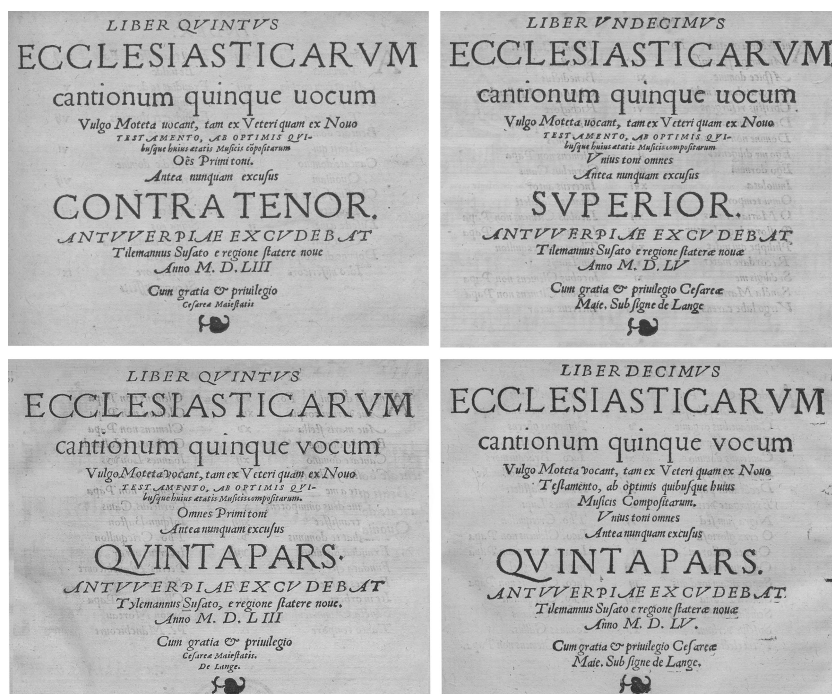 LIBER QVINTVS
ECCLESIASTICARVM
cantionum quinque uocum
Vulgo Moteta uocant, tam ex Veteri quam ex Nouo
TESTAMENTO, AB OPTIMIS QVI-
busque huius ætatis Musicis cõpositarum
Oẽs Primi toni.
Antea nunquam excusus
CONTRATENOR.
ANTVVERPIAE EXCVDEBAT
Tilemannus Susato e regione statere noue
Anno M. D. LIII
Cum gratia & priuilegio
Cesareæ Maiestatis
LIBER VNDECIMVS
ECCLESIASTICARVM
cantionum quinque uocum
Vulgo Moteta uocant, tam ex Veteri quam ex Nouo
TESTAMENTO, AB OPTIMIS QVI-
busque huius ætatis Musicis compositarum
Vnius toni omnes
Antea nunquam excusus
SVPERIOR.
ANTVVERPIAE EXCVDEBAT
Tilemannus Susato e regione stateræ nouæ
Anno M. D. LV
Cum gratia & priuilegio Cesareæ
Maie. Sub signe de Lange
LIBER QVINTVS
ECCLESIASTICARVM
cantionum quinque vocum
Vulgo Moteta vocant, tam ex Veteri quam ex Nouo
TESTAMENTO, AB OPTIMIS QVI-
busque huius ætatis Musicis compositarum.
Omnes Primi toni
Antea nunquam excusus
QVINTA PARS.
ANTVVERPIAE EXCVDEBAT
Tylemannus Susato, e regione statere noue.
Anno M. D. LIII
Cum gratia & priuilegio
Cesareæ Maiestatis.
De Lange.
LIBER DECIMVS
ECCLESIASTICARVM
cantionum quinque vocum
Vulgo Moteta vocant, tam ex Veteri quam ex Nouo
Testamento, ab optimis quibusque huius
Musicis Compositarum.
Vnius toni omnes
Antea nunquam excusus
QVINTA PARS.
ANTVVERPIAE EXCVDEBAT.
Tilemannus Susato e regione stateræ nouæ
Anno M. D. LV.
Cum gratia & priuilegio Cesareæ
Maie. Sub signe de Lange.